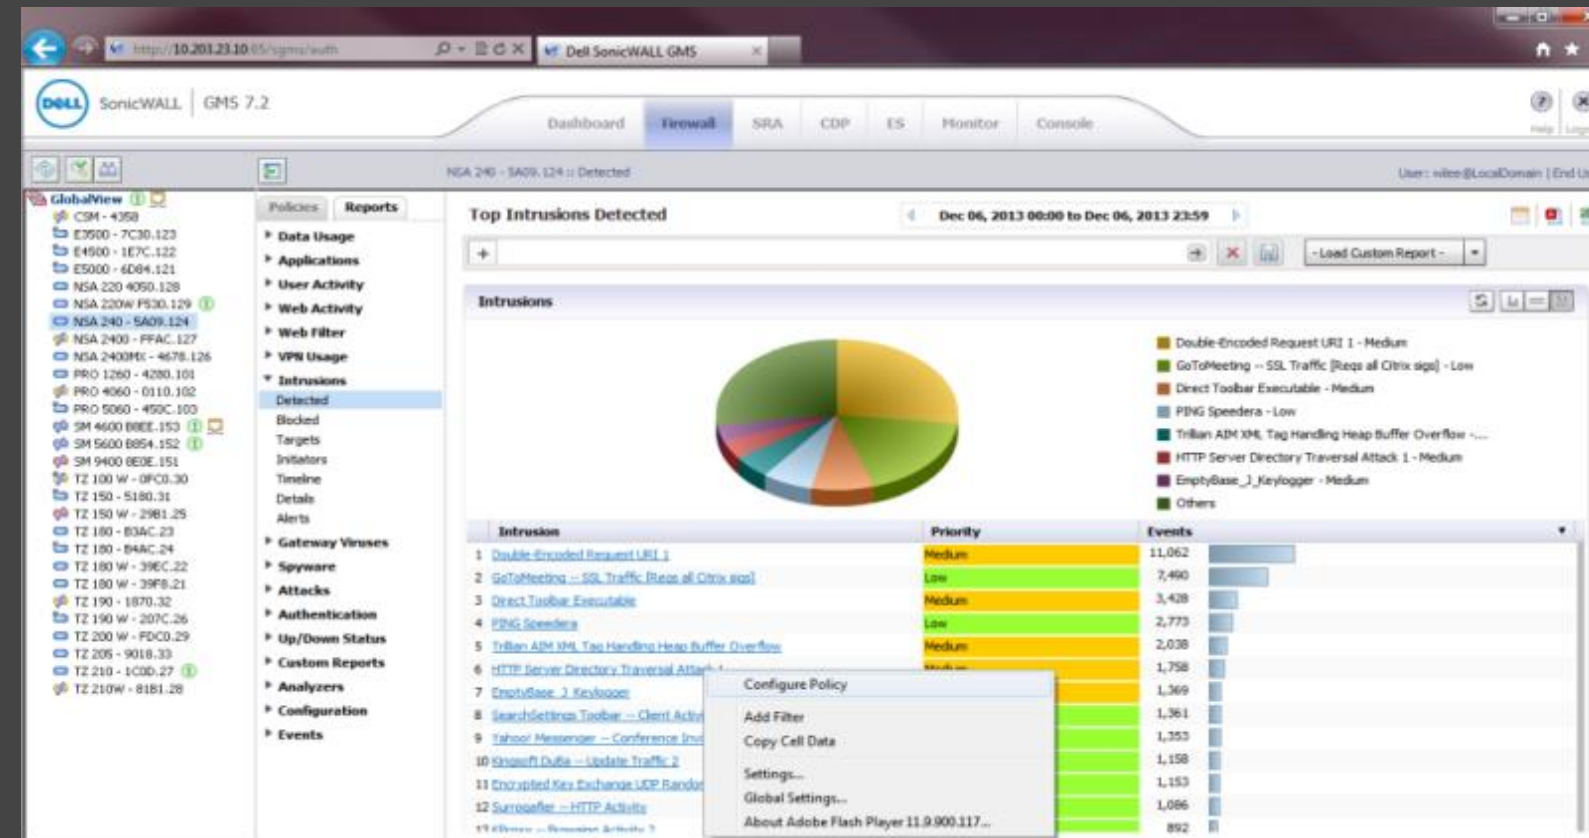 http://10.201.23.10
Dell SonicWALL GMS
DELL
SonicWALL | GMS 7.2
Dashboard Firewall SRA CDP ES Monitor Console
Help
NSA 240 - 5A09.124 :: Detected
GlobalView
CSM - 4358
E3500 - 7C30.123
E4500 - 1E7C.122
E5000 - 6D84.121
NSA 220 4050.128
NSA 220W F530.129
NSA 240 - 5A09.124
NSA 2400 - FFAC.127
NSA 2400MX - 4678.126
PRO 1260 - 4280.101
PRO 4060 - 0110.102
PRO 5060 - 450C.103
SM 4600 B8EE.153
SM 5600 B854.152
SM 9400 0E0E.151
TZ 100 W - 0FC0.30
TZ 150 - 5180.31
TZ 150 W - 2981.25
TZ 180 - B3AC.23
TZ 180 - B4AC.24
TZ 180 W - 39EC.22
TZ 180 W - 39F8.21
TZ 190 - 1870.32
TZ 190 W - 207C.26
TZ 200 W - FDC0.29
TZ 205 - 9018.33
TZ 210 - 1C0D.27
TZ 210W - 8181.28
Policies Reports
Data Usage
Applications
User Activity
Web Activity
Web Filter
VPN Usage
Intrusions
Detected
Blocked
Targets
Initiators
Timeline
Details
Alerts
Gateway Viruses
Spyware
Attacks
Authentication
Up/Down Status
Custom Reports
Analyzers
Configuration
Events
Top Intrusions Detected
Dec 06, 2013 00:00 to Dec 06, 2013 23:59
+
- Load Custom Report -
Intrusions
Double-Encoded Request URI 1 - Medium
GoToMeeting -- SSL Traffic [Reqs all Citrix sigs] - Low
Direct Toolbar Executable - Medium
PING Speedera - Low
Trillian AIM XML Tag Handling Heap Buffer Overflow -...
HTTP Server Directory Traversal Attack 1 - Medium
EmptyBase_J_Keylogger - Medium
Others
Intrusion Priority Events
1 Double-Encoded Request URI 1 Medium 11,062
2 GoToMeeting -- SSL Traffic [Reqs all Citrix sigs] Low 7,490
3 Direct Toolbar Executable Medium 3,428
4 PING Speedera Low 2,773
5 Trillian AIM XML Tag Handling Heap Buffer Overflow Medium 2,038
6 HTTP Server Directory Traversal Attack 1 Medium 1,758
7 EmptyBase_J_Keylogger 1,369
8 SearchSettings Toolbar -- Client 1,361
9 Yahoo! Messenger -- Conference 1,353
10 Kingsoft DuBa -- Update Traffic 2 1,158
11 Encrypted Key Exchange UDP 1,153
12 HTTP Activity 1,086
892
Configure Policy
Add Filter
Copy Cell Data
Settings...
Global Settings...
About Adobe Flash Player 11.9.900.117...